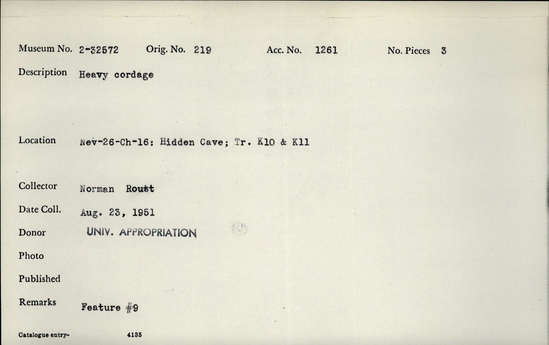 Museum No. 2-32572 Orig. No. 219 Acc. No. 1261 No. Pieces 3
Description Heavy cordage
Location Nev-26-Ch-16; Hidden Cave; Tr. K10 & K11
Collector Norman Roust
Date Coll. Aug. 23, 1951
Donor UNIV. APPROPRIATION
Photo
Published
Remarks Feature #9
Catalogue entry- 4135